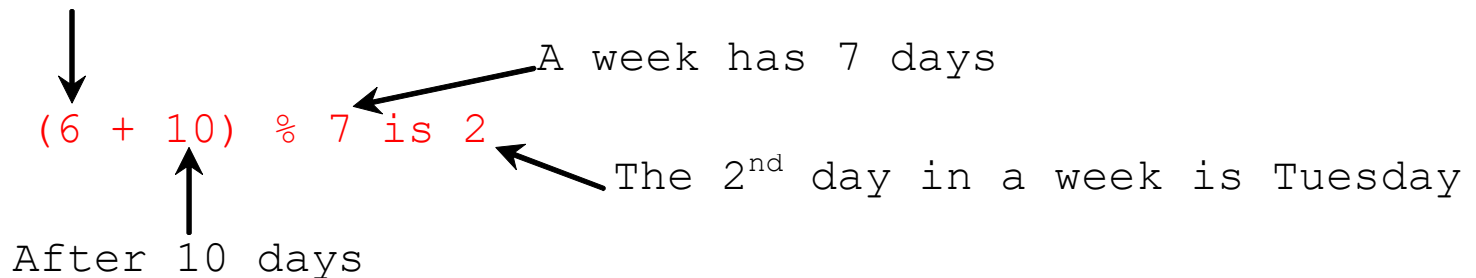 A week has 7 days
(6 + 10) % 7 is 2
The 2nd day in a week is Tuesday
After 10 days